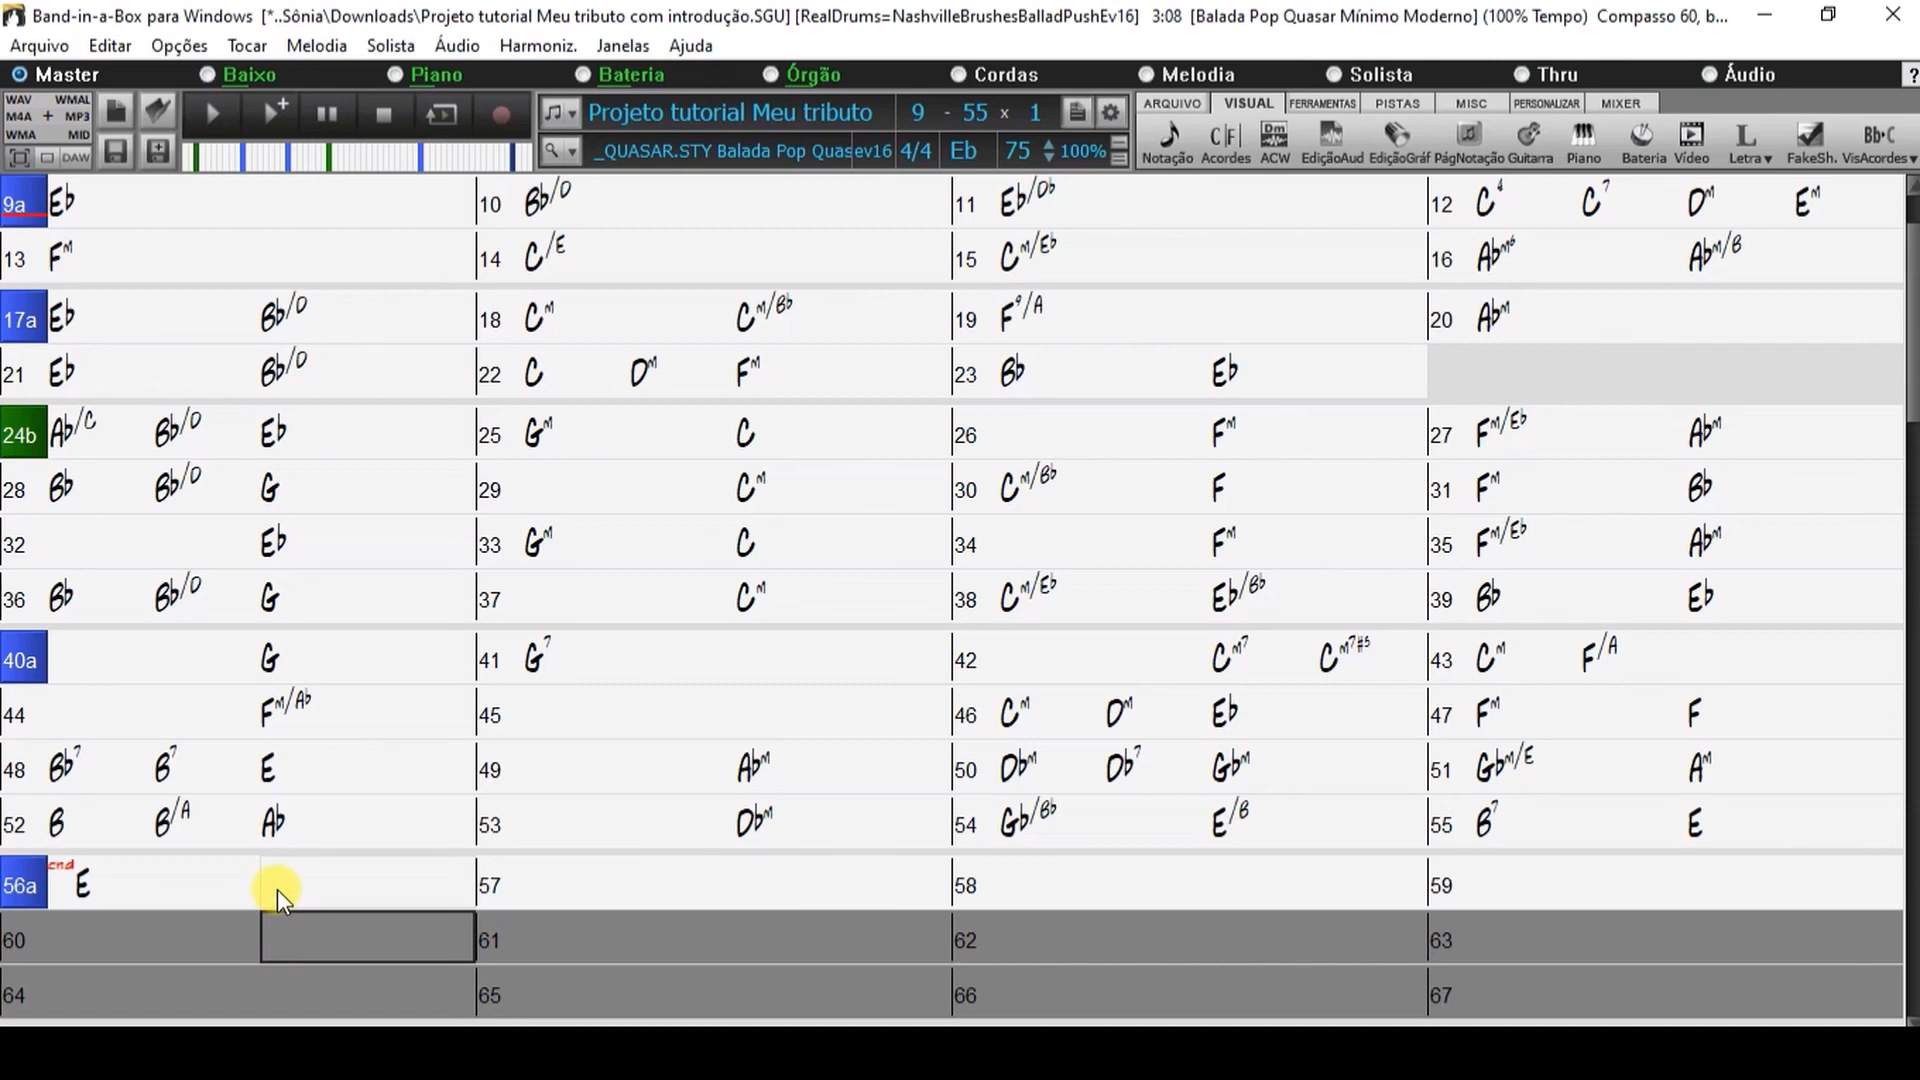 Band-in-a-Box para Windows [*..Sônia\Downloads\Projeto tutorial Meu tributo com introdução.SGU] [RealDrums=NashvilleBrushesBalladPushEv16] 3:08 [Balada Pop Quasar Mínimo Moderno] (100% Tempo) Compasso 60, b...
Arquivo Editar Opções Tocar Melodia Solista Áudio Harmoniz. Janelas Ajuda
Master Baixo Piano Bateria Órgão Cordas Melodia Solista Thru Áudio ?
WAV WMAL
M4A + MP3
WMA MID
DAW
Projeto tutorial Meu tributo 9 - 55 x 1
_QUASAR.STY Balada Pop Quasev16 4/4 Eb 75 100%
ARQUIVO VISUAL FERRAMENTAS PISTAS MISC PERSONALIZAR MIXER
Notação Acordes ACW EdiçãoAud EdiçãoGráf PágNotação Guitarra Piano Bateria Vídeo Letra FakeSh. VisAcordes
9a Eb 10 Bb/D 11 Eb/Db 12 C4 C7 Dm Em
13 Fm 14 C/E 15 Cm/Eb 16 Abm6 Abm/B
17a Eb Bb/D 18 Cm Cm/Bb 19 F9/A 20 Abm
21 Eb Bb/D 22 C Dm Fm 23 Bb Eb
24b Ab/C Bb/D Eb 25 Gm C 26 Fm 27 Fm/Eb Abm
28 Bb Bb/D G 29 Cm 30 Cm/Bb F 31 Fm Bb
32 Eb 33 Gm C 34 Fm 35 Fm/Eb Abm
36 Bb Bb/D G 37 Cm 38 Cm/Eb Eb/Bb 39 Bb Eb
40a G 41 G7 42 Cm7 Cm7#5 43 Cm F/A
44 Fm/Ab 45 46 Cm Dm Eb 47 Fm F
48 Bb7 B7 E 49 Abm 50 Dbm Db7 Gbm 51 Gbm/E Am
52 B B/A Ab 53 Dbm 54 Gb/Bb E/B 55 B7 E
56a end E 57 58 59
60 61 62 63
64 65 66 67